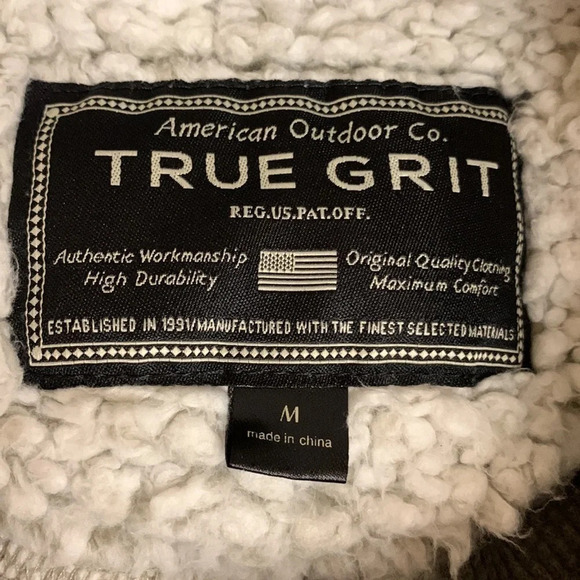 American Outdoor Co.
TRUE GRIT
REG.US.PAT.OFF.
Authentic Workmanship
High Durability
Original Quality Clothing
Maximum Comfort
ESTABLISHED IN 1991/MANUFACTURED WITH THE FINEST SELECTED MATERIALS
M
made in china